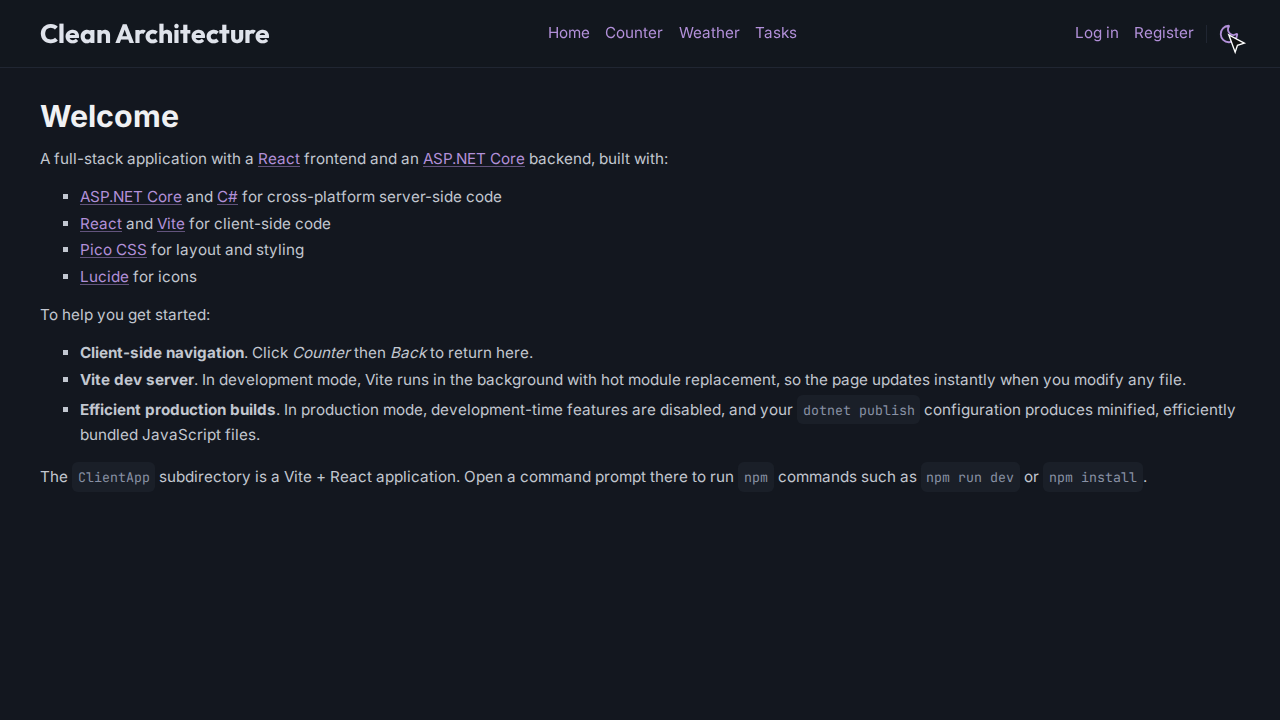 Clean Architecture
Home Counter Weather Tasks
Log in Register
Welcome
A full-stack application with a React frontend and an ASP.NET Core backend, built with:
ASP.NET Core and C# for cross-platform server-side code
React and Vite for client-side code
Pico CSS for layout and styling
Lucide for icons
To help you get started:
Client-side navigation. Click Counter then Back to return here.
Vite dev server. In development mode, Vite runs in the background with hot module replacement, so the page updates instantly when you modify any file.
Efficient production builds. In production mode, development-time features are disabled, and your dotnet publish configuration produces minified, efficiently
bundled JavaScript files.
The ClientApp subdirectory is a Vite + React application. Open a command prompt there to run npm commands such as npm run dev or npm install.